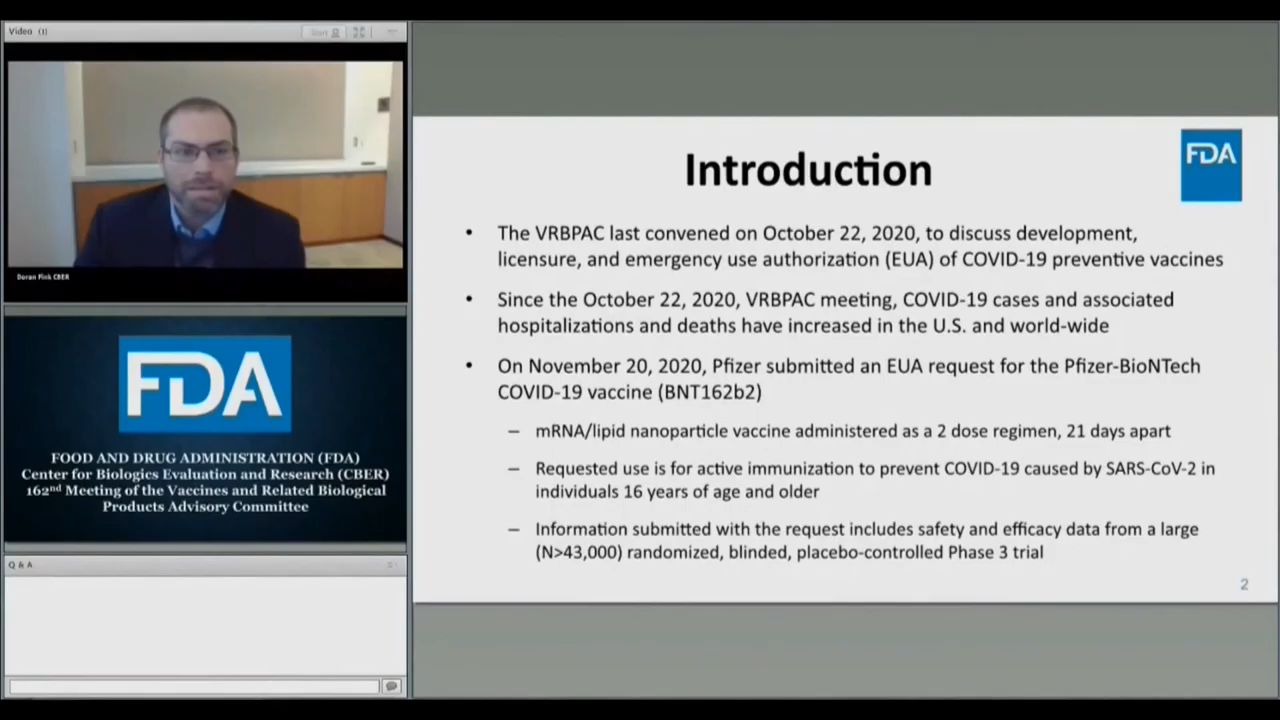 Video (1)
Start
Doran Fink CBER
FDA
FOOD AND DRUG ADMINISTRATION (FDA)
Center for Biologics Evaluation and Research (CBER)
162nd Meeting of the Vaccines and Related Biological
Products Advisory Committee
Q & A
Introduction
FDA
• The VRBPAC last convened on October 22, 2020, to discuss development,
licensure, and emergency use authorization (EUA) of COVID-19 preventive vaccines
• Since the October 22, 2020, VRBPAC meeting, COVID-19 cases and associated
hospitalizations and deaths have increased in the U.S. and world-wide
• On November 20, 2020, Pfizer submitted an EUA request for the Pfizer-BioNTech
COVID-19 vaccine (BNT162b2)
– mRNA/lipid nanoparticle vaccine administered as a 2 dose regimen, 21 days apart
– Requested use is for active immunization to prevent COVID-19 caused by SARS-CoV-2 in
individuals 16 years of age and older
– Information submitted with the request includes safety and efficacy data from a large
(N>43,000) randomized, blinded, placebo-controlled Phase 3 trial
2